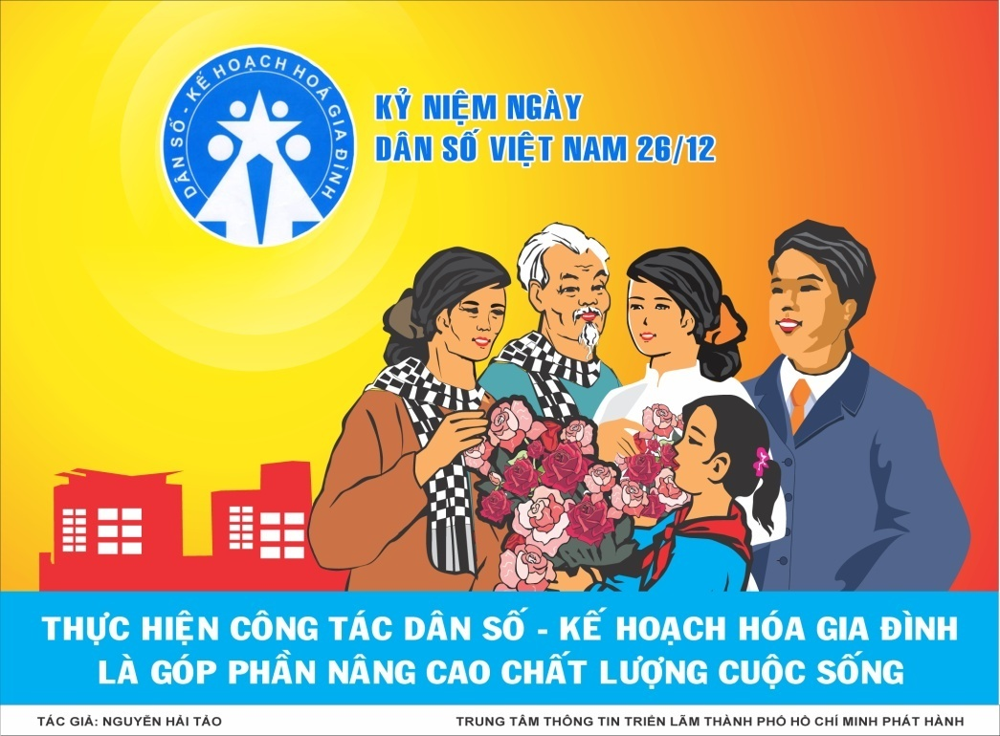 DÂN SỐ - KẾ HOẠCH HOÁ GIA ĐÌNH
KỶ NIỆM NGÀY
DÂN SỐ VIỆT NAM 26/12
THỰC HIỆN CÔNG TÁC DÂN SỐ - KẾ HOẠCH HÓA GIA ĐÌNH
LÀ GÓP PHẦN NÂNG CAO CHẤT LƯỢNG CUỘC SỐNG
TÁC GIẢ: NGUYỄN HẢI TẢO
TRUNG TÂM THÔNG TIN TRIỂN LÃM THÀNH PHỐ HỒ CHÍ MINH PHÁT HÀNH